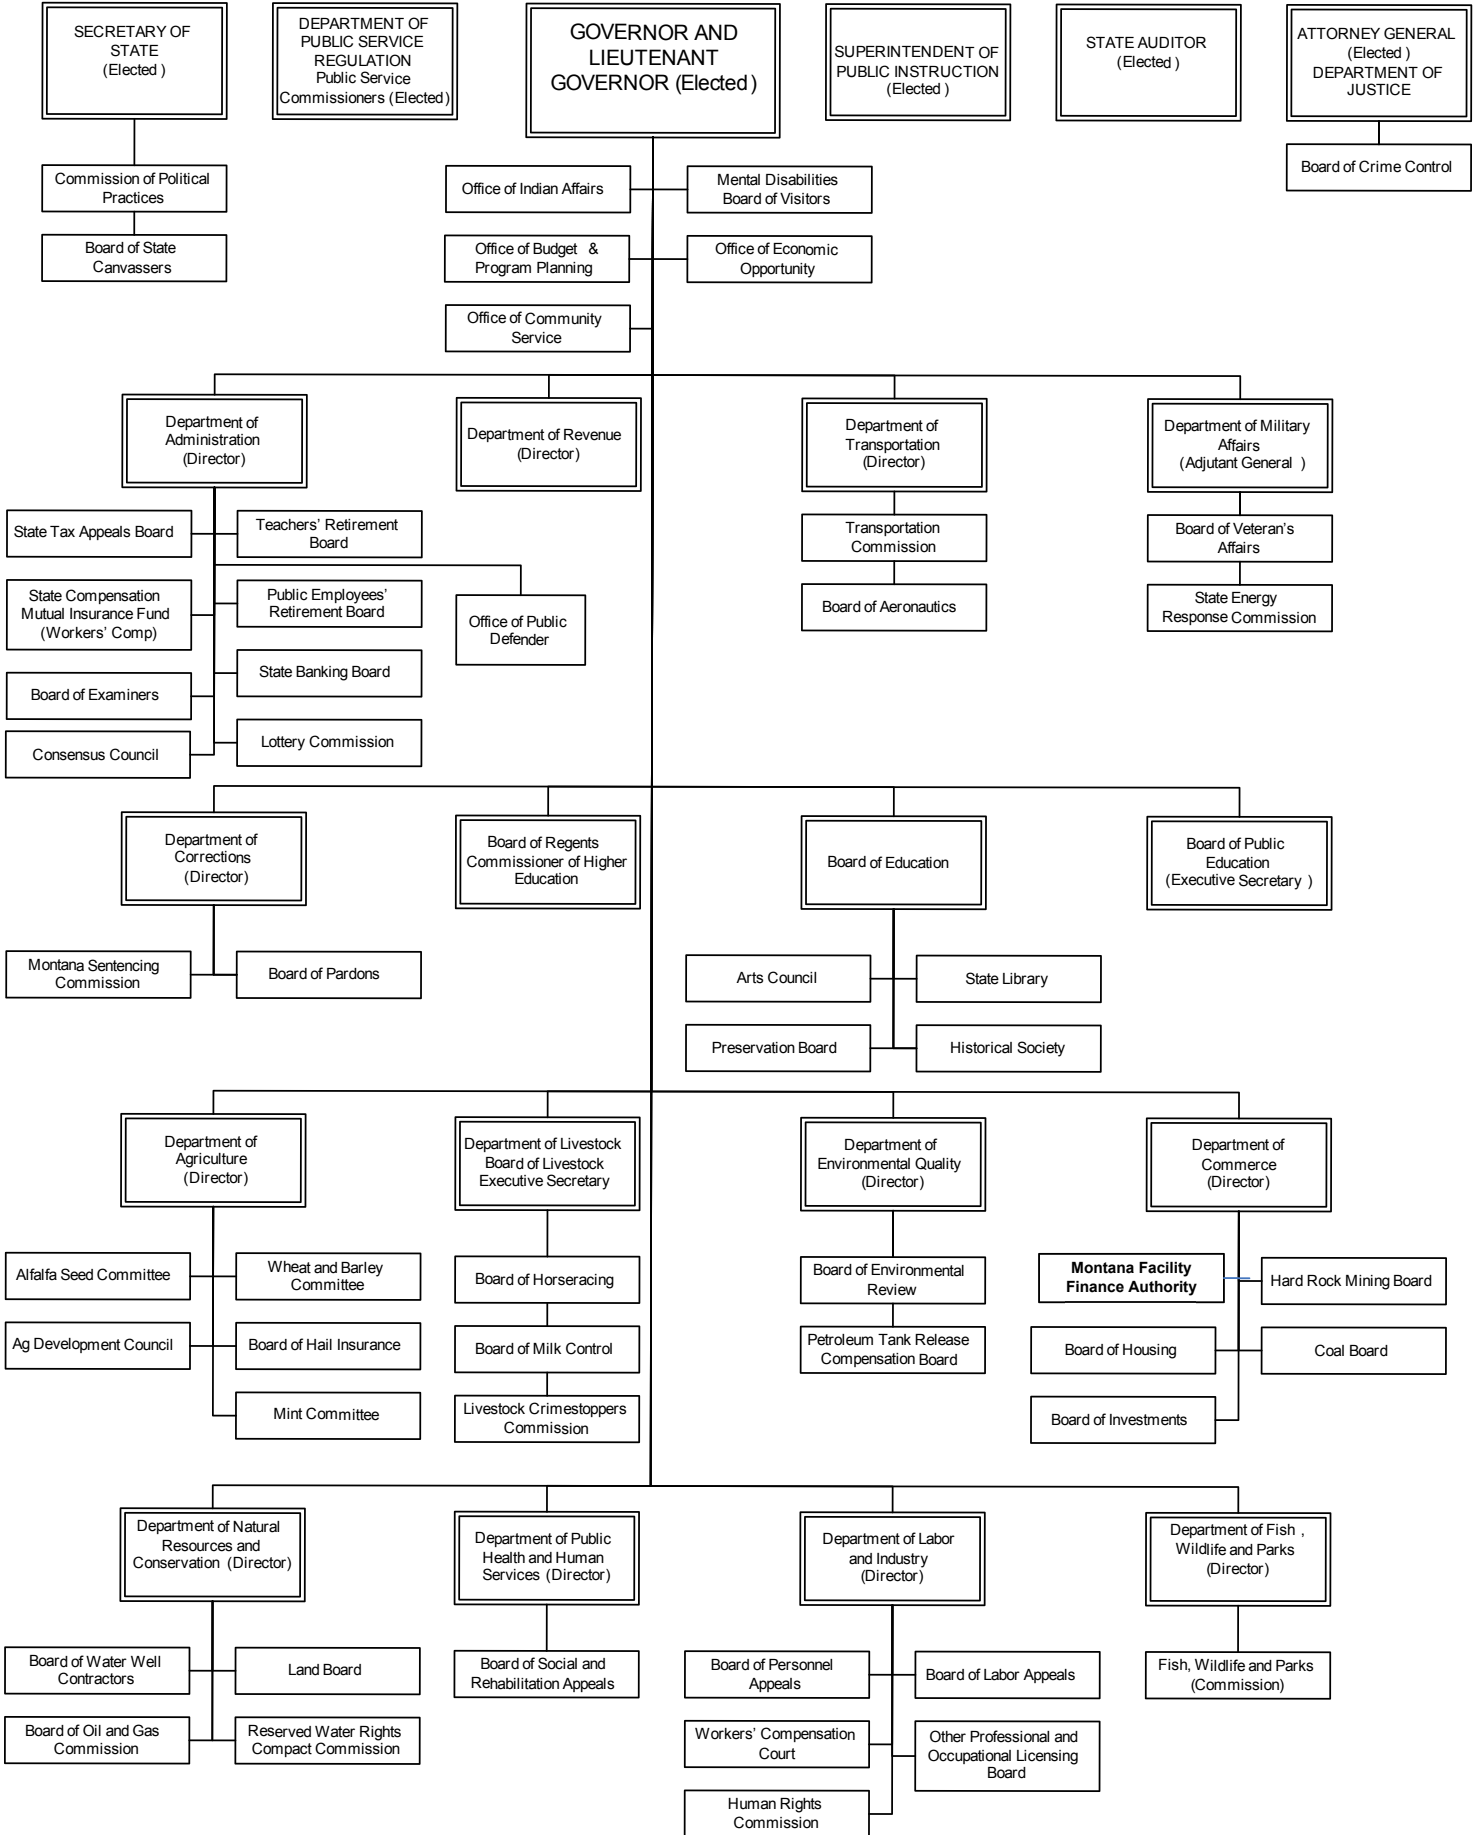 SECRETARY OF
STATE
(Elected )
DEPARTMENT OF
PUBLIC SERVICE
REGULATION
Public Service
Commissioners (Elected)
GOVERNOR AND
LIEUTENANT
GOVERNOR (Elected )
SUPERINTENDENT OF
PUBLIC INSTRUCTION
(Elected )
STATE AUDITOR
(Elected )
ATTORNEY GENERAL
(Elected )
DEPARTMENT OF
JUSTICE
Commission of Political
Practices
Board of State
Canvassers
Office of Indian Affairs
Mental Disabilities
Board of Visitors
Office of Budget &
Program Planning
Office of Economic
Opportunity
Office of Community
Service
Board of Crime Control
Department of
Administration
(Director)
Department of Revenue
(Director)
Department of
Transportation
(Director)
Department of Military
Affairs
(Adjutant General )
State Tax Appeals Board
Teachers' Retirement
Board
State Compensation
Mutual Insurance Fund
(Workers' Comp)
Public Employees'
Retirement Board
Office of Public
Defender
State Banking Board
Board of Examiners
Lottery Commission
Consensus Council
Transportation
Commission
Board of Aeronautics
Board of Veteran's
Affairs
State Energy
Response Commission
Department of
Corrections
(Director)
Board of Regents
Commissioner of Higher
Education
Board of Education
Board of Public
Education
(Executive Secretary )
Montana Sentencing
Commission
Board of Pardons
Arts Council
State Library
Preservation Board
Historical Society
Department of
Agriculture
(Director)
Department of Livestock
Board of Livestock
Executive Secretary
Department of
Environmental Quality
(Director)
Department of
Commerce
(Director)
Alfalfa Seed Committee
Wheat and Barley
Committee
Ag Development Council
Board of Hail Insurance
Mint Committee
Board of Horseracing
Board of Milk Control
Livestock Crimestoppers
Commission
Board of Environmental
Review
Petroleum Tank Release
Compensation Board
Montana Facility
Finance Authority
Hard Rock Mining Board
Board of Housing
Coal Board
Board of Investments
Department of Natural
Resources and
Conservation (Director)
Department of Public
Health and Human
Services (Director)
Department of Labor
and Industry
(Director)
Department of Fish ,
Wildlife and Parks
(Director)
Board of Water Well
Contractors
Land Board
Board of Oil and Gas
Commission
Reserved Water Rights
Compact Commission
Board of Social and
Rehabilitation Appeals
Board of Personnel
Appeals
Board of Labor Appeals
Workers' Compensation
Court
Other Professional and
Occupational Licensing
Board
Human Rights
Commission
Fish, Wildlife and Parks
(Commission)